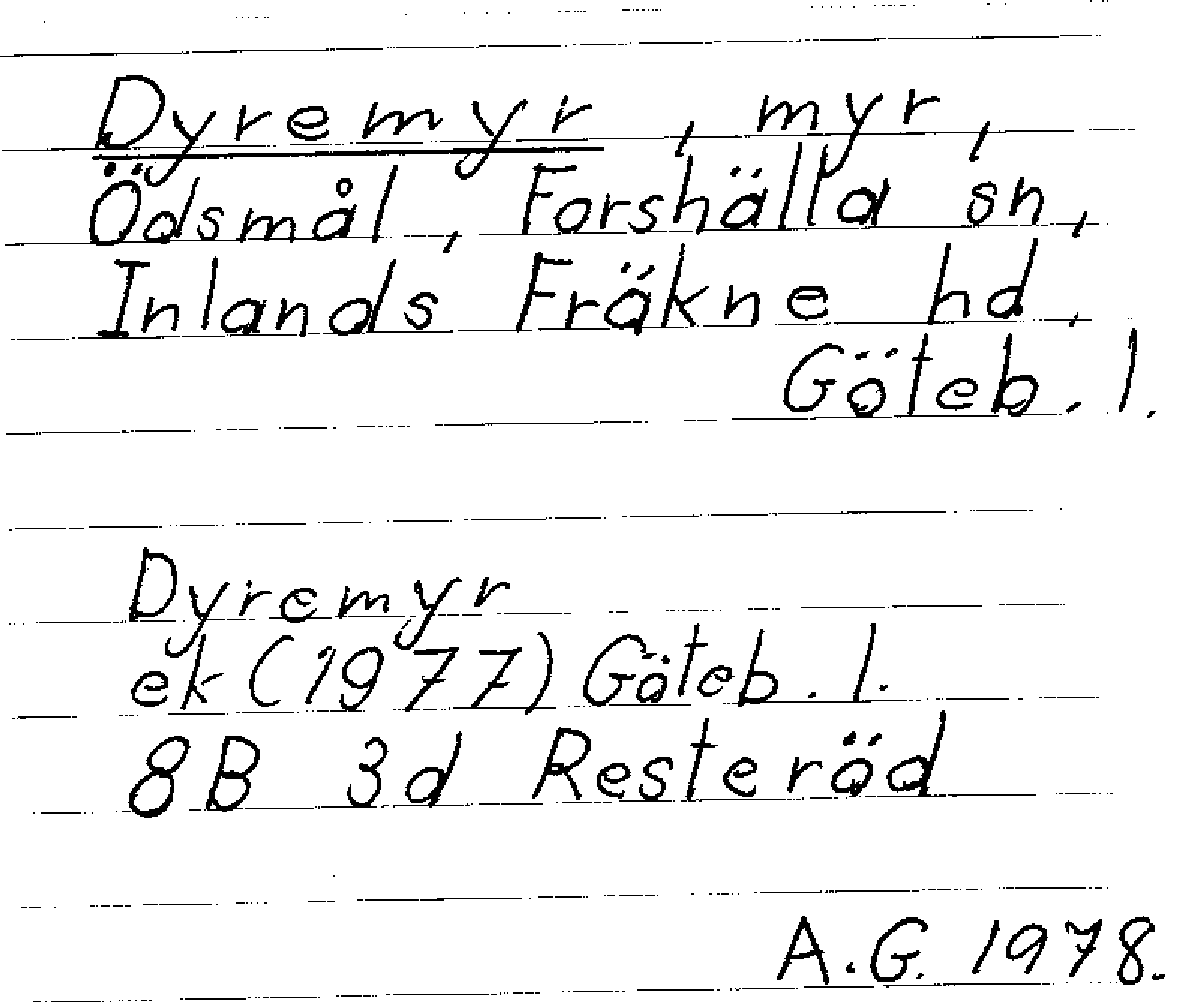 Dyremyr, myr,
Ödsmål, Forshälla sn,
Inlands Fräkne hd,
Göteb. l.
Dyremyr
ek (1977) Göteb. l.
8B 3d Resteröd
A.G. 1978.